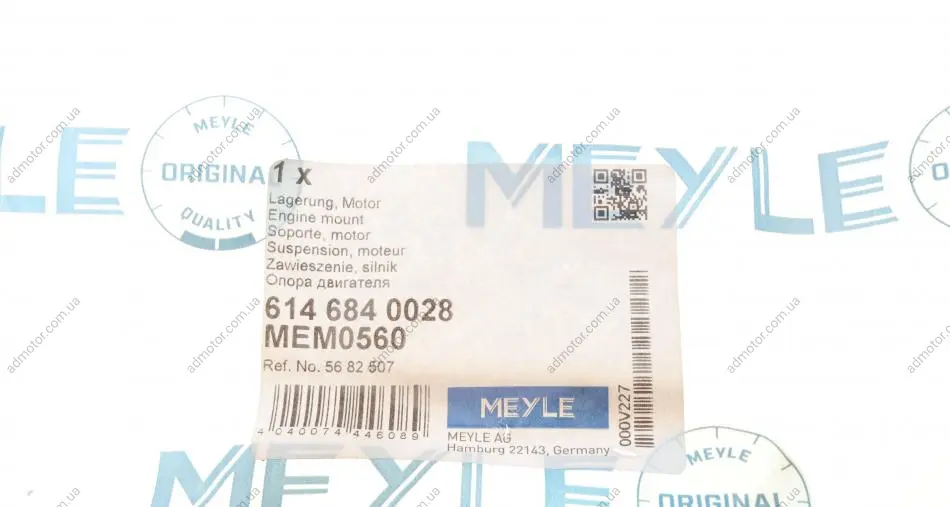 MEYLE
ORIGINAL
QUALITY
MEYLE
1 x
Lagerung, Motor
Engine mount
Soporte, motor
Suspension, moteur
Zawieszenie, silnik
Опора двигателя
614 684 0028
MEM0560
Ref. No. 56 82 507
4 040074 446089
MEYLE
MEYLE AG
Hamburg 22143, Germany
000V227
MEYLE
MEYLE
MEYLE
ORIGINAL
admotor.com.ua